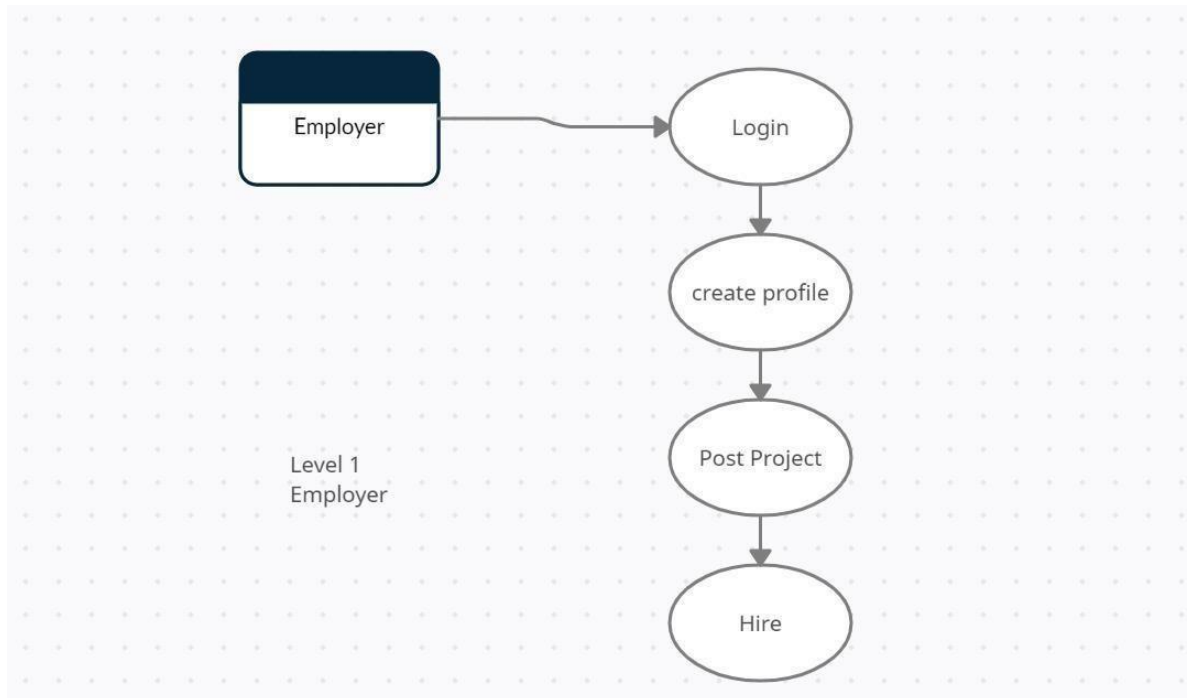 Employer
Login
create profile
Post Project
Level 1
Employer
Hire